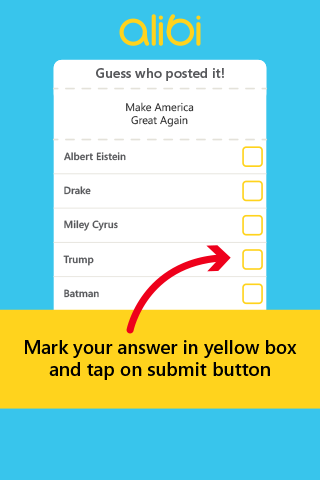 alibi
Guess who posted it!
Make America
Great Again
Albert Eistein
Drake
Miley Cyrus
Trump
Batman
Mark your answer in yellow box
and tap on submit button